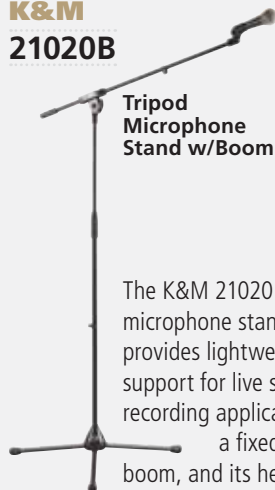 K&M
21020B
Tripod
Microphone
Stand w/Boom
The K&M 21020
microphone stan
provides lightwe
support for live s
recording applica
a fixed
boom, and its he